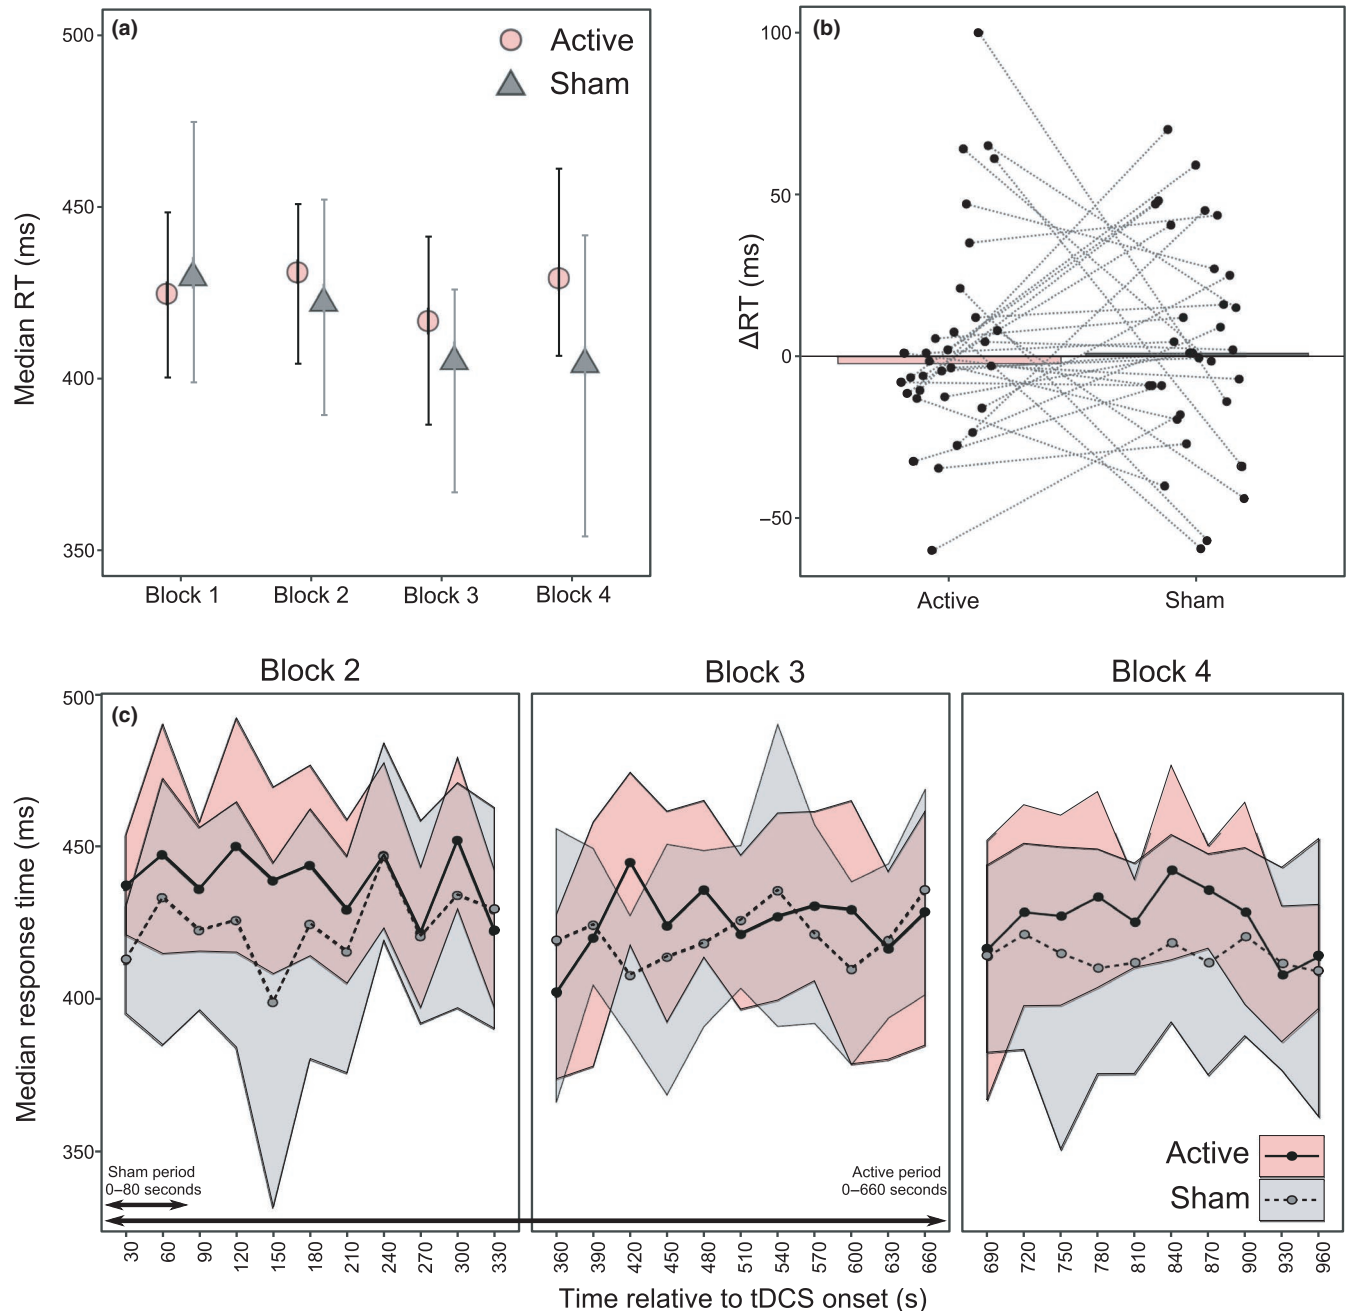 (a)
Active
Sham
500
450
400
350
Median RT (ms)
Block 1 Block 2 Block 3 Block 4
(b)
100
50
0
−50
ΔRT (ms)
Active Sham
Block 2 Block 3 Block 4
(c)
500
450
400
350
Median response time (ms)
Sham period
0–80 seconds
Active period
0–660 seconds
Active
Sham
30 60 90 120 150 180 210 240 270 300 330 360 390 420 450 480 510 540 570 600 630 660 690 720 750 780 810 840 870 900 930 960
Time relative to tDCS onset (s)